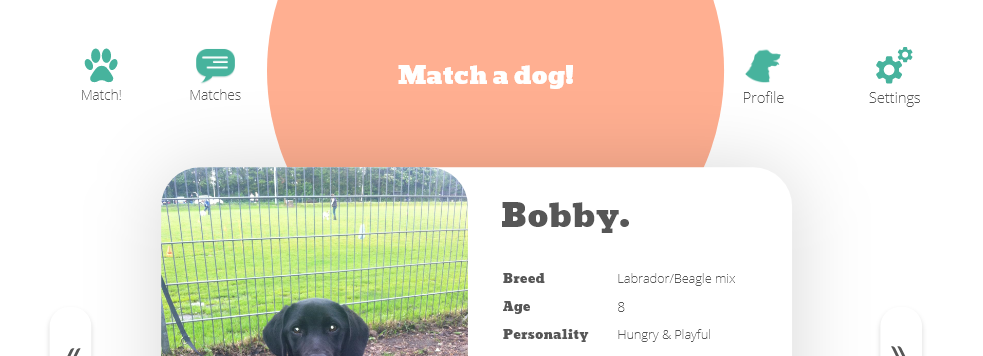 Match a dog!
Match!
Matches
Profile
Settings
Bobby.
Breed Labrador/Beagle mix
Age 8
Personality Hungry & Playful
«
»